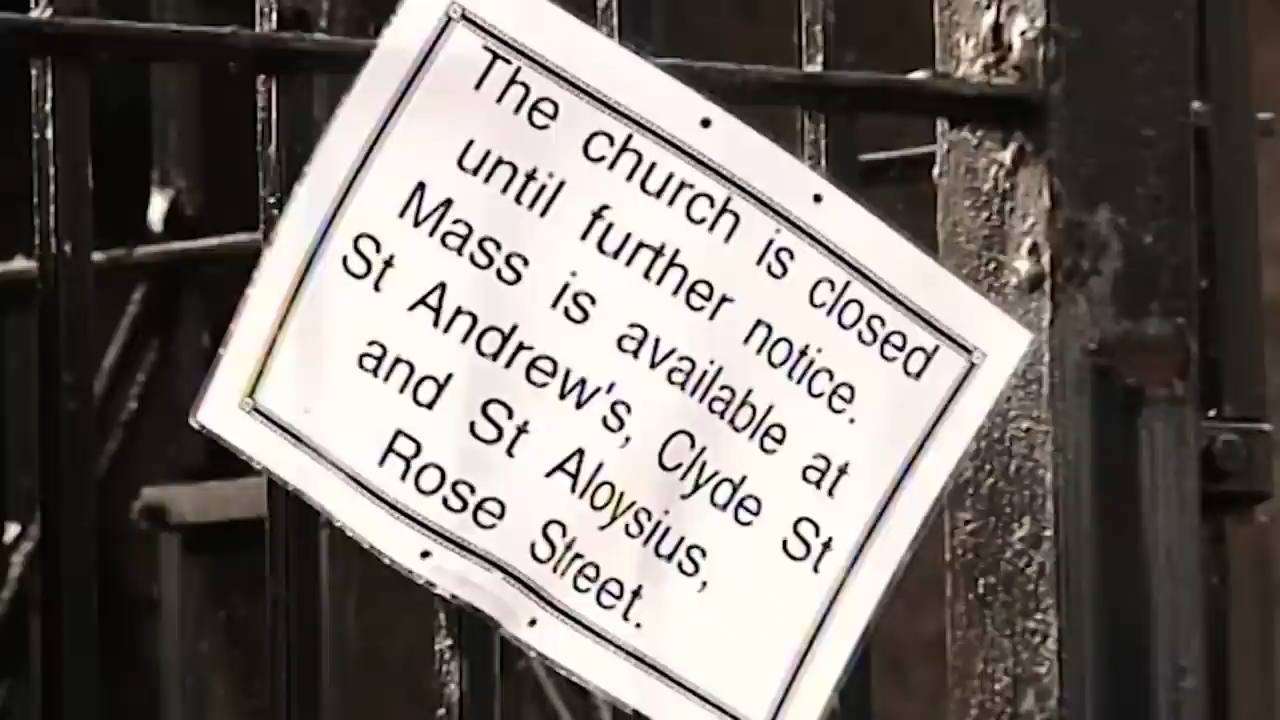 The church is closed
until further notice.
Mass is available at
St Andrew's, Clyde St
and St Aloysius,
Rose Street.